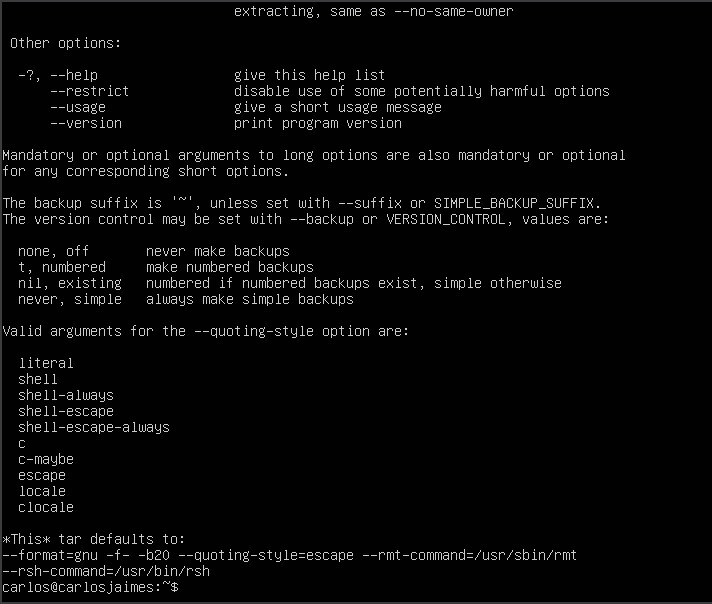 extracting, same as --no-same-owner
Other options:
-?, --help give this help list
--restrict disable use of some potentially harmful options
--usage give a short usage message
--version print program version
Mandatory or optional arguments to long options are also mandatory or optional
for any corresponding short options.
The backup suffix is '~', unless set with --suffix or SIMPLE_BACKUP_SUFFIX.
The version control may be set with --backup or VERSION_CONTROL, values are:
none, off never make backups
t, numbered make numbered backups
nil, existing numbered if numbered backups exist, simple otherwise
never, simple always make simple backups
Valid arguments for the --quoting-style option are:
literal
shell
shell-always
shell-escape
shell-escape-always
c
c-maybe
escape
locale
clocale
*This* tar defaults to:
--format=gnu -f- -b20 --quoting-style=escape --rmt-command=/usr/sbin/rmt
--rsh-command=/usr/bin/rsh
carlos@carlosjaimes:~$